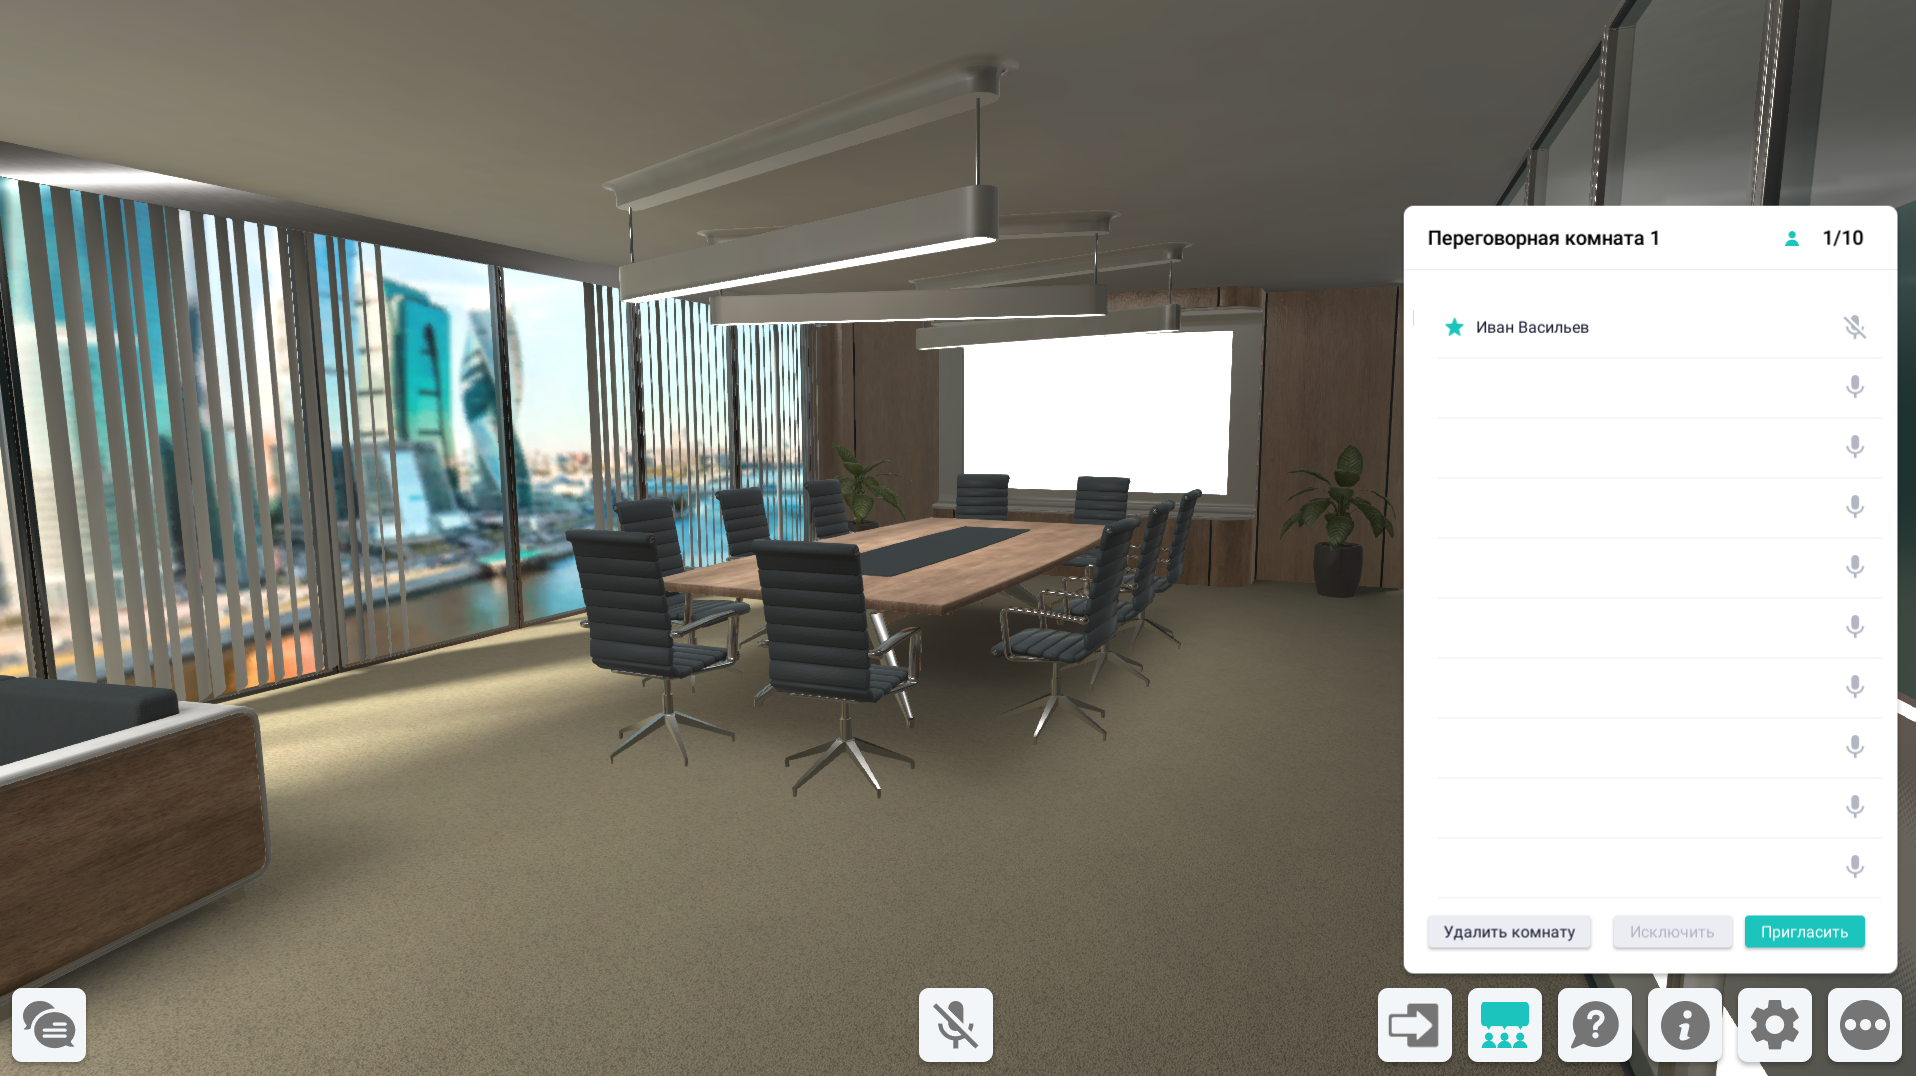 Переговорная комната 1
1/10
Иван Васильев
Удалить комнату
Исключить
Пригласить